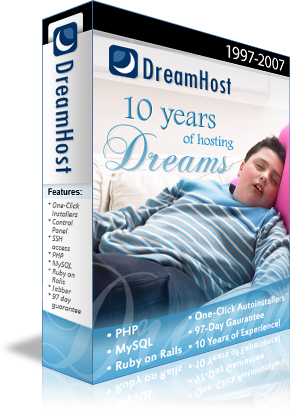 DreamHost
Features:
* One-Click
Installers
* Control
Panel
* SSH
access
* PHP
* MySQL
* Ruby on
Rails
* Jabber
* 97 day
guarantee
1997-2007
DreamHost
10 years
of hosting
Dreams
• PHP
• MySQL
• Ruby on Rails
• One-Click Autoinstallers
• 97-Day Gaurantee
• 10 Years of Experience!